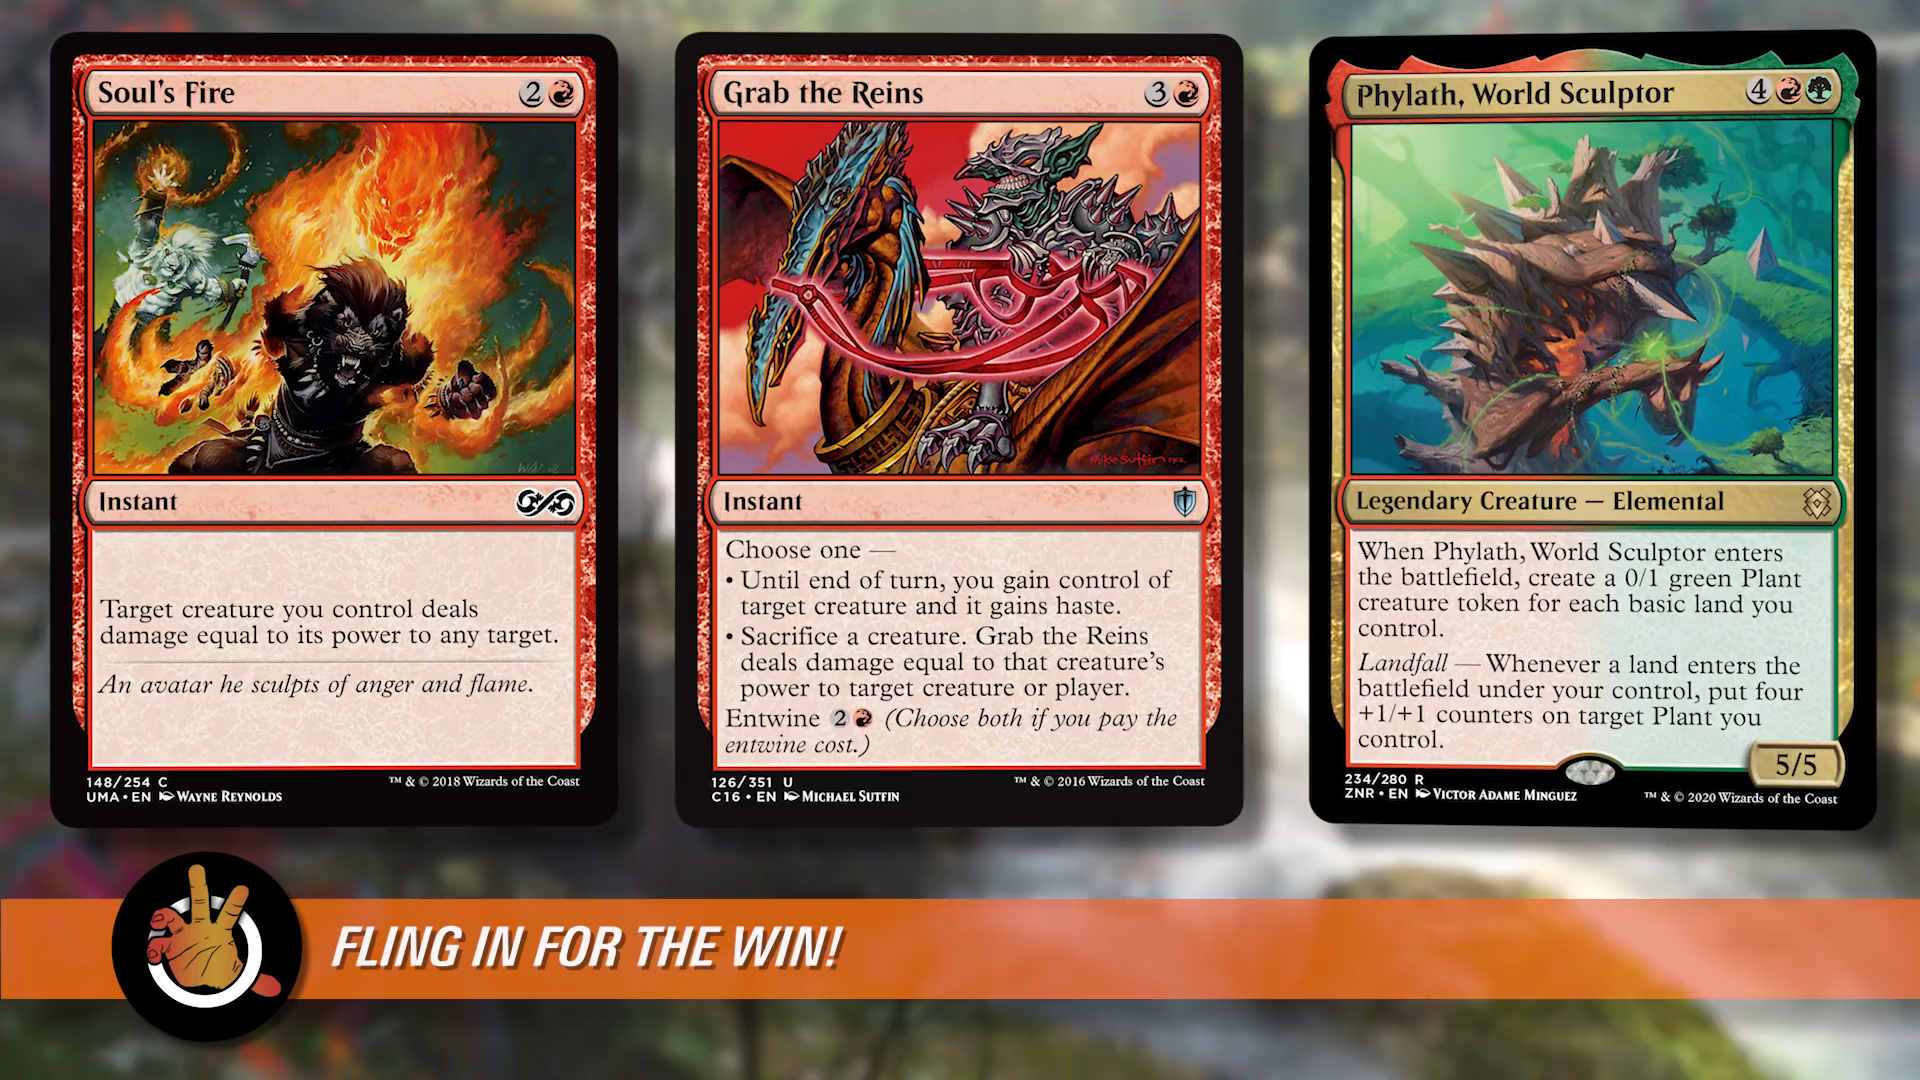 Soul's Fire 2
Instant
Target creature you control deals
damage equal to its power to any target.
An avatar he sculpts of anger and flame.
148/254 C
UMA • EN Wayne Reynolds
™ & © 2018 Wizards of the Coast
Grab the Reins 3
Mike Suttfin
Instant
Choose one —
• Until end of turn, you gain control of
target creature and it gains haste.
• Sacrifice a creature. Grab the Reins
deals damage equal to that creature's
power to target creature or player.
Entwine 2 (Choose both if you pay the
entwine cost.)
126/351 U
C16 • EN Michael Sutfin
™ & © 2016 Wizards of the Coast
Phylath, World Sculptor 4
Legendary Creature — Elemental
When Phylath, World Sculptor enters
the battlefield, create a 0/1 green Plant
creature token for each basic land you
control.
Landfall — Whenever a land enters the
battlefield under your control, put four
+1/+1 counters on target Plant you
control.
5/5
234/280 R
ZNR • EN Victor Adame Minguez
™ & © 2020 Wizards of the Coast
FLING IN FOR THE WIN!